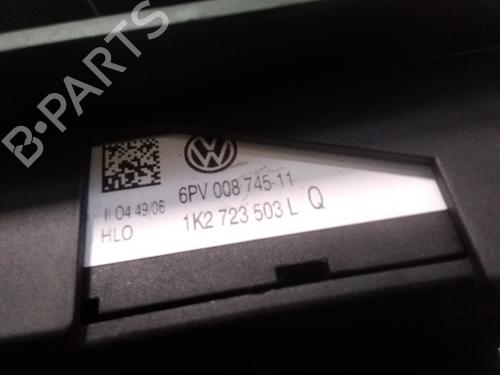 B-PARTS
VW
6PV 008 745-11
II 04 49/06
1K2 723 503 L Q
HLO